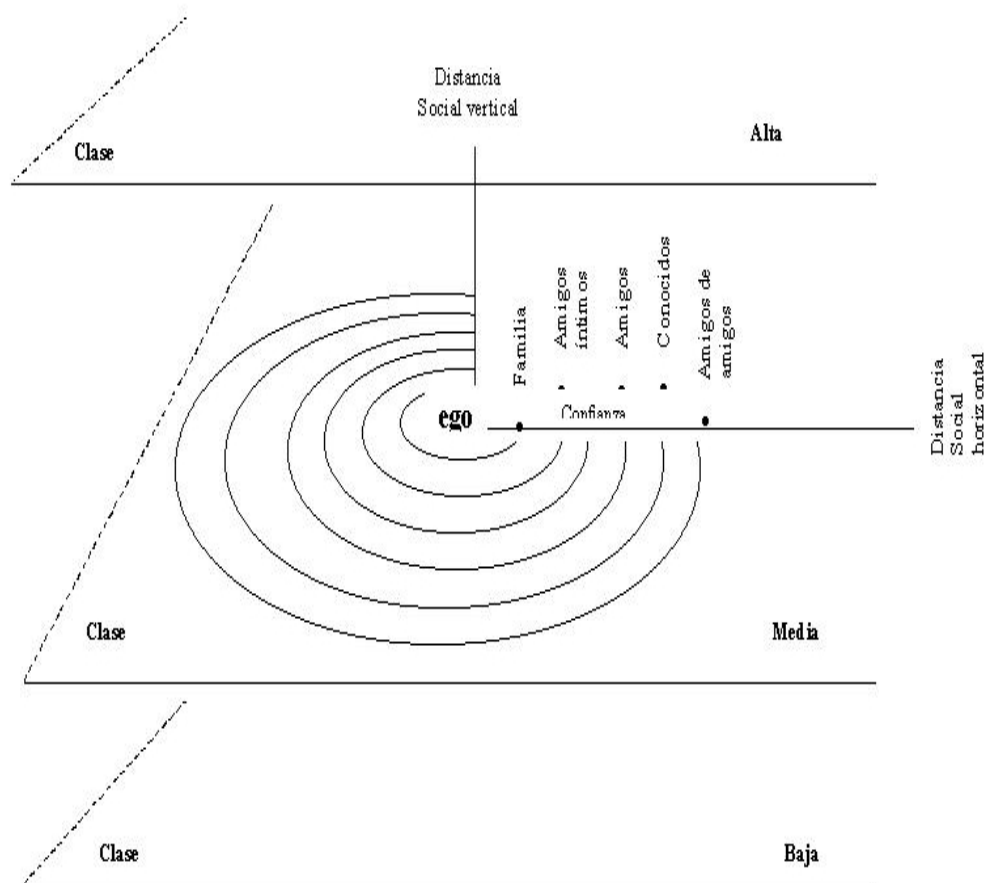 Distancia
Social vertical
Clase
Alta
Familia
Amigos
íntimos
Amigos
Conocidos
Amigos de
amigos
ego
Confianza
Distancia
Social
horizontal
Clase
Media
Clase
Baja